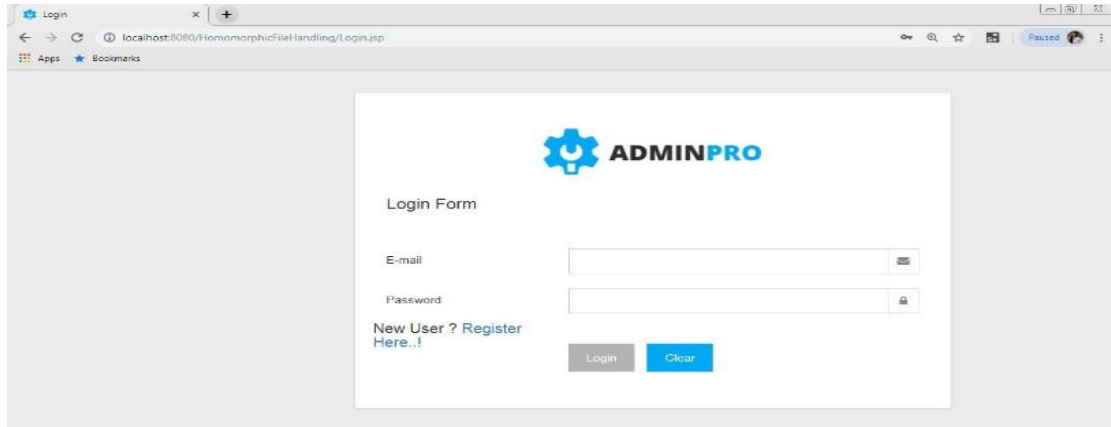 Login
localhost:8080/HomomorphicFileHandling/Login.jsp
Paused
Apps Bookmarks
ADMINPRO
Login Form
E-mail
Password
New User ? Register
Here..!
Login Clear